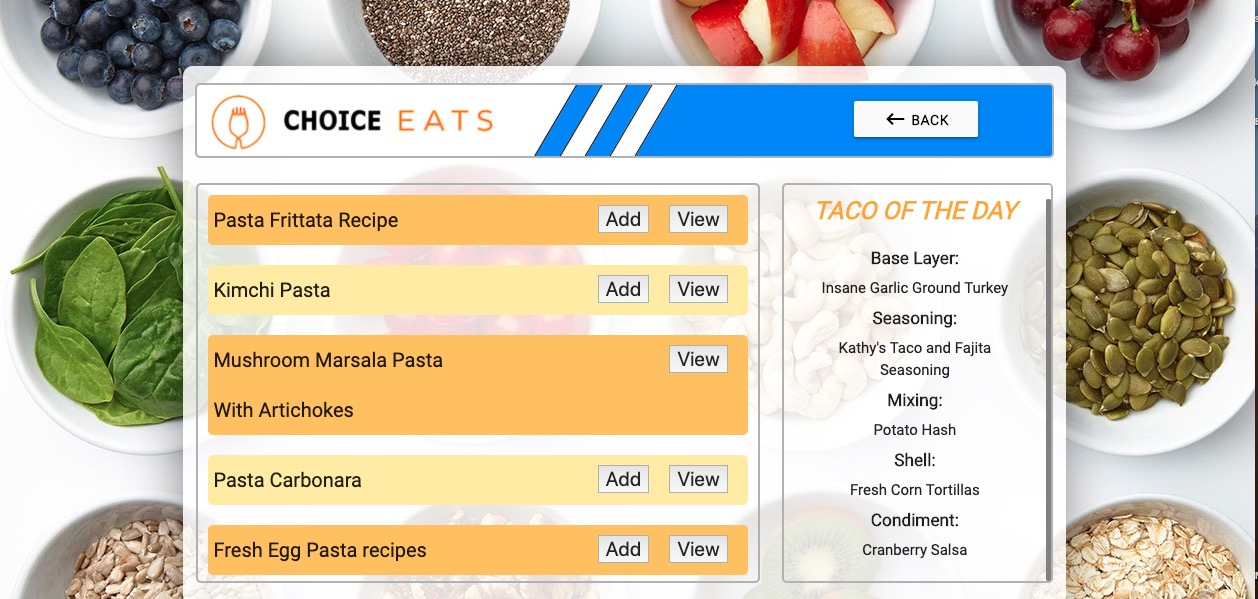 CHOICE EATS
← BACK
Pasta Frittata Recipe Add View
Kimchi Pasta Add View
Mushroom Marsala Pasta View
With Artichokes
Pasta Carbonara Add View
Fresh Egg Pasta recipes Add View
TACO OF THE DAY
Base Layer:
Insane Garlic Ground Turkey
Seasoning:
Kathy's Taco and Fajita
Seasoning
Mixing:
Potato Hash
Shell:
Fresh Corn Tortillas
Condiment:
Cranberry Salsa